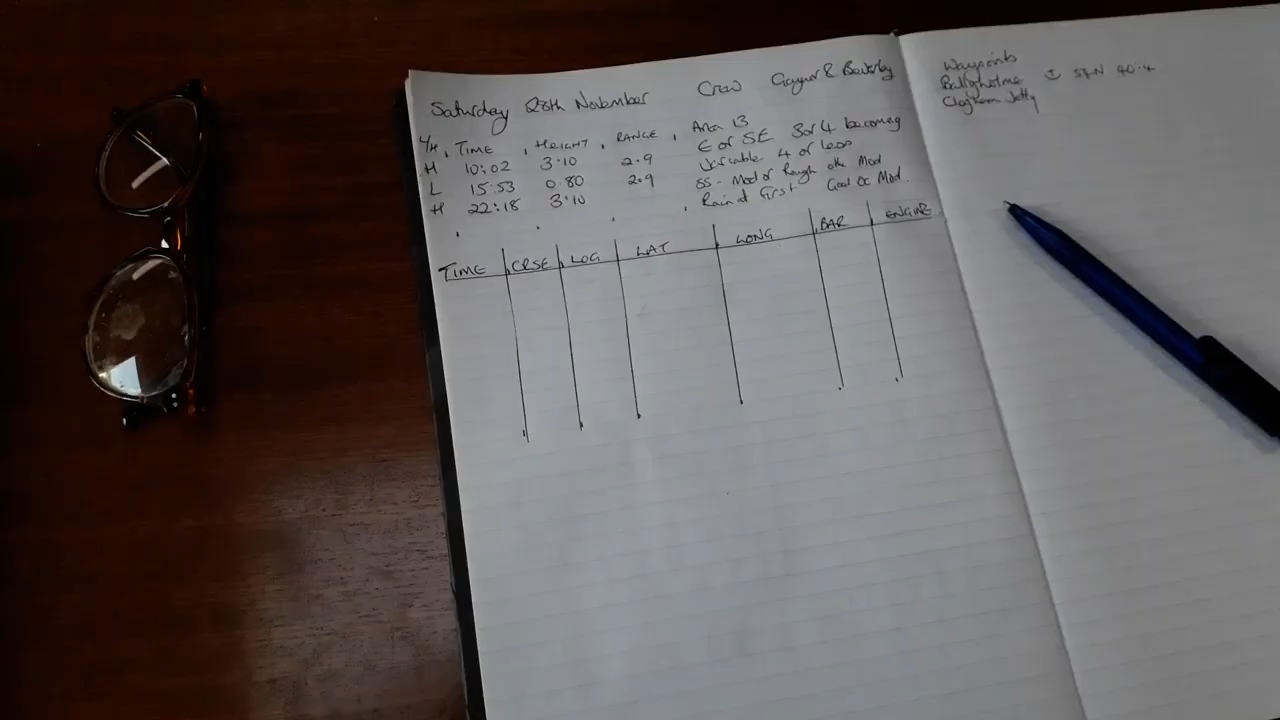 Saturday 28th November Crew Gaynor & Beverley
L/H, TIME, HEIGHT, RANGE, Area 13
H 10:02 3.10 2.9 E or SE 3 or 4 becoming
L 15:53 0.80 2.9 Variable 4 or less
H 22:18 3.10 SS - Mod or Rough oth Mod
Rain at first Good Oc Mod.
TIME CRSE LOG LAT LONG BAR ENGINE
Waypoints
Ballyholme 54N 40.4
Cloghan Jetty